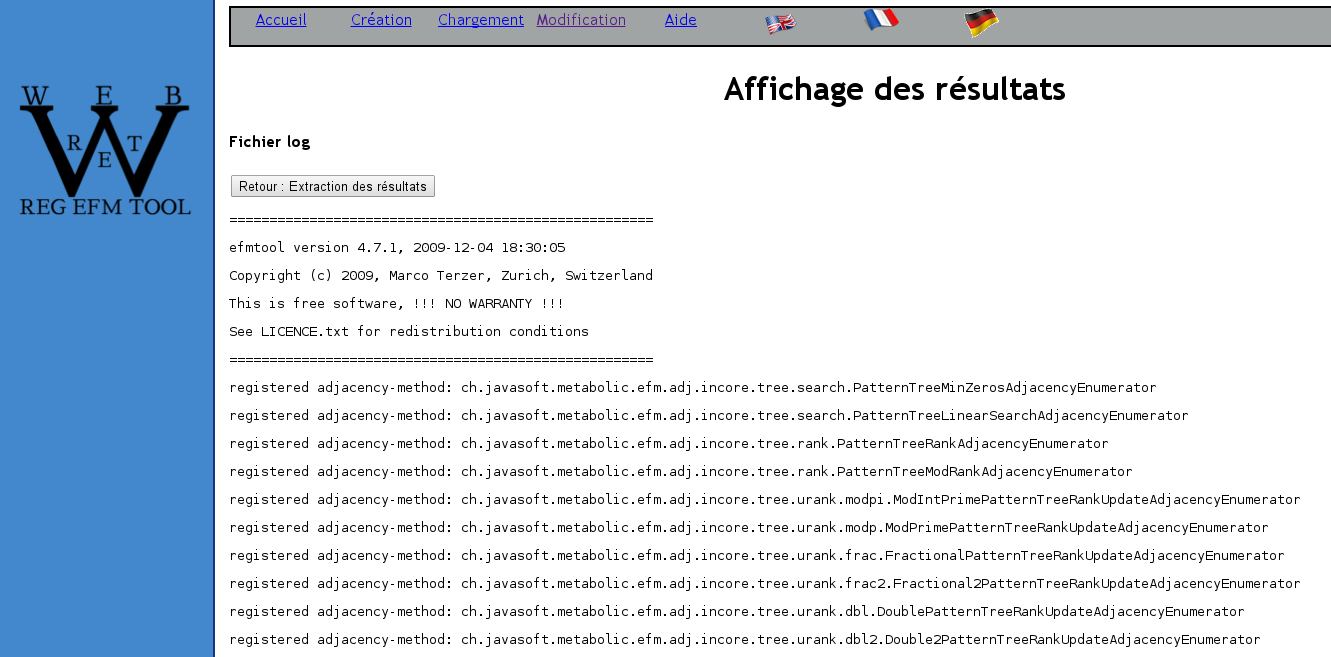 Accueil Création Chargement Modification Aide
W E B
R E T
REG EFM TOOL
Affichage des résultats
Fichier log
Retour : Extraction des résultats
=====================================================
efmtool version 4.7.1, 2009-12-04 18:30:05
Copyright (c) 2009, Marco Terzer, Zurich, Switzerland
This is free software, !!! NO WARRANTY !!!
See LICENCE.txt for redistribution conditions
=====================================================
registered adjacency-method: ch.javasoft.metabolic.efm.adj.incore.tree.search.PatternTreeMinZerosAdjacencyEnumerator
registered adjacency-method: ch.javasoft.metabolic.efm.adj.incore.tree.search.PatternTreeLinearSearchAdjacencyEnumerator
registered adjacency-method: ch.javasoft.metabolic.efm.adj.incore.tree.rank.PatternTreeRankAdjacencyEnumerator
registered adjacency-method: ch.javasoft.metabolic.efm.adj.incore.tree.rank.PatternTreeModRankAdjacencyEnumerator
registered adjacency-method: ch.javasoft.metabolic.efm.adj.incore.tree.urank.modpi.ModIntPrimePatternTreeRankUpdateAdjacencyEnumerator
registered adjacency-method: ch.javasoft.metabolic.efm.adj.incore.tree.urank.modp.ModPrimePatternTreeRankUpdateAdjacencyEnumerator
registered adjacency-method: ch.javasoft.metabolic.efm.adj.incore.tree.urank.frac.FractionalPatternTreeRankUpdateAdjacencyEnumerator
registered adjacency-method: ch.javasoft.metabolic.efm.adj.incore.tree.urank.frac2.Fractional2PatternTreeRankUpdateAdjacencyEnumerator
registered adjacency-method: ch.javasoft.metabolic.efm.adj.incore.tree.urank.dbl.DoublePatternTreeRankUpdateAdjacencyEnumerator
registered adjacency-method: ch.javasoft.metabolic.efm.adj.incore.tree.urank.dbl2.Double2PatternTreeRankUpdateAdjacencyEnumerator